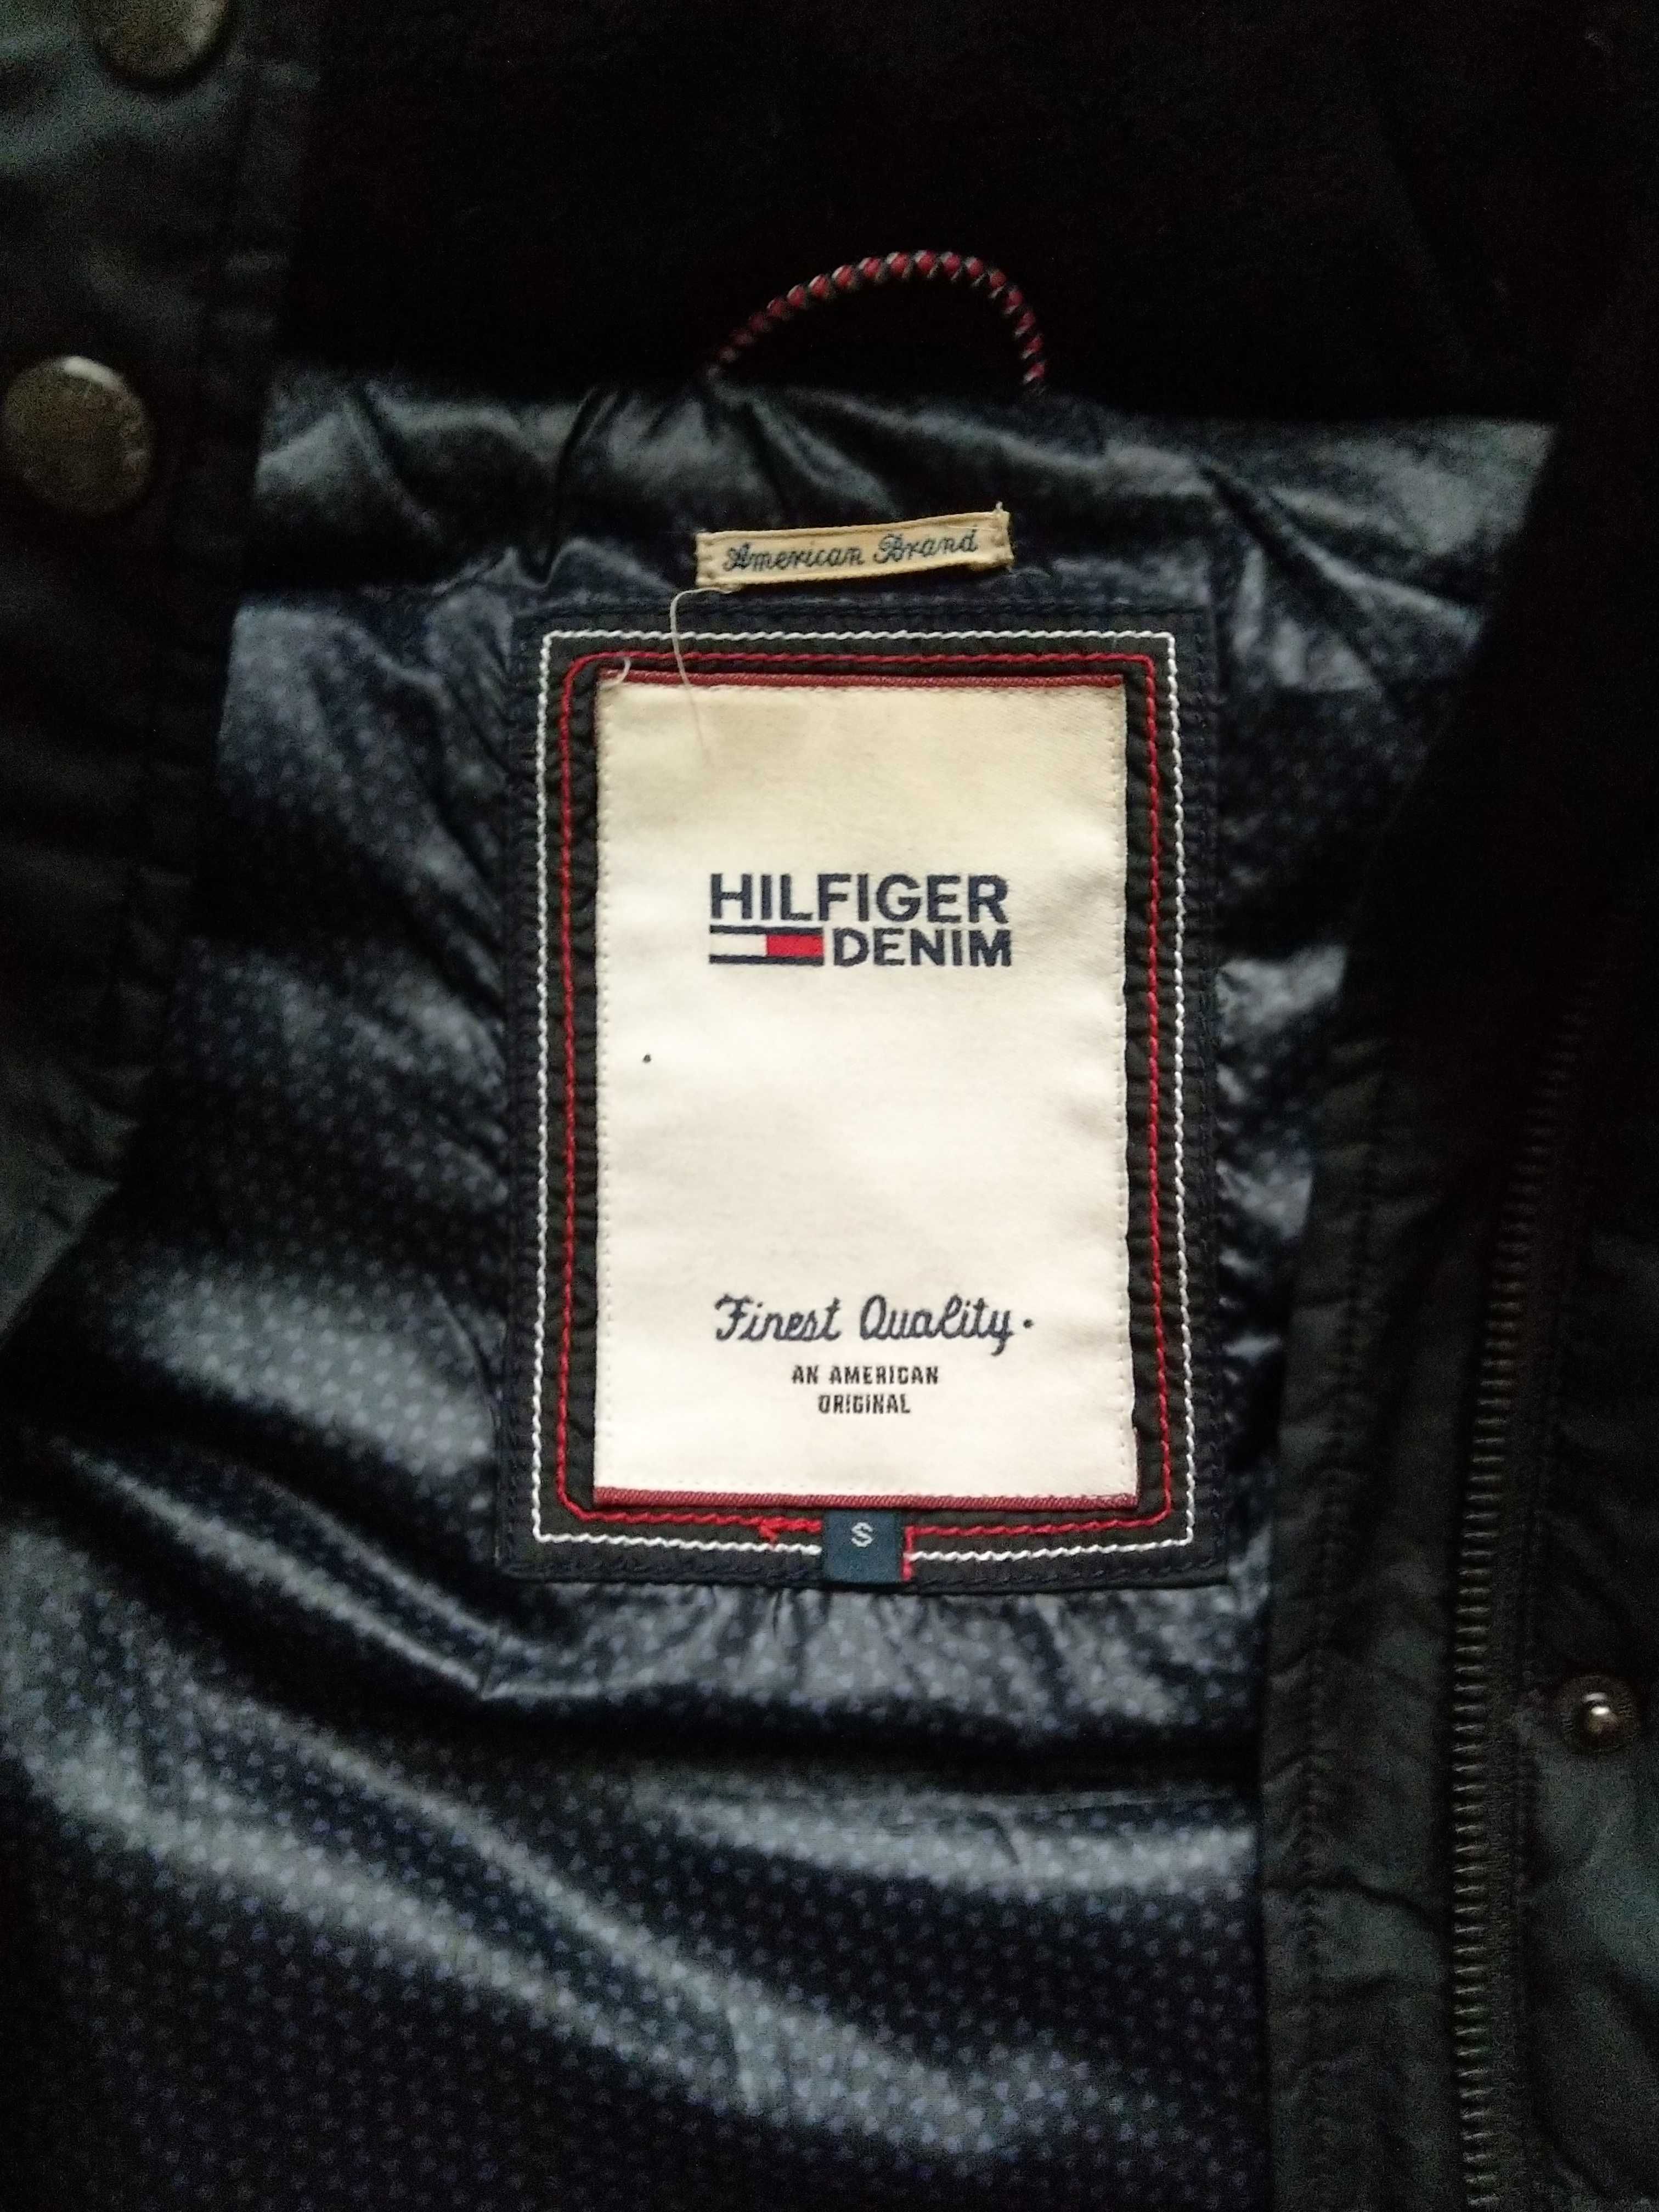 American Brand
HILFIGER
DENIM
Finest Quality.
AN AMERICAN
ORIGINAL
S